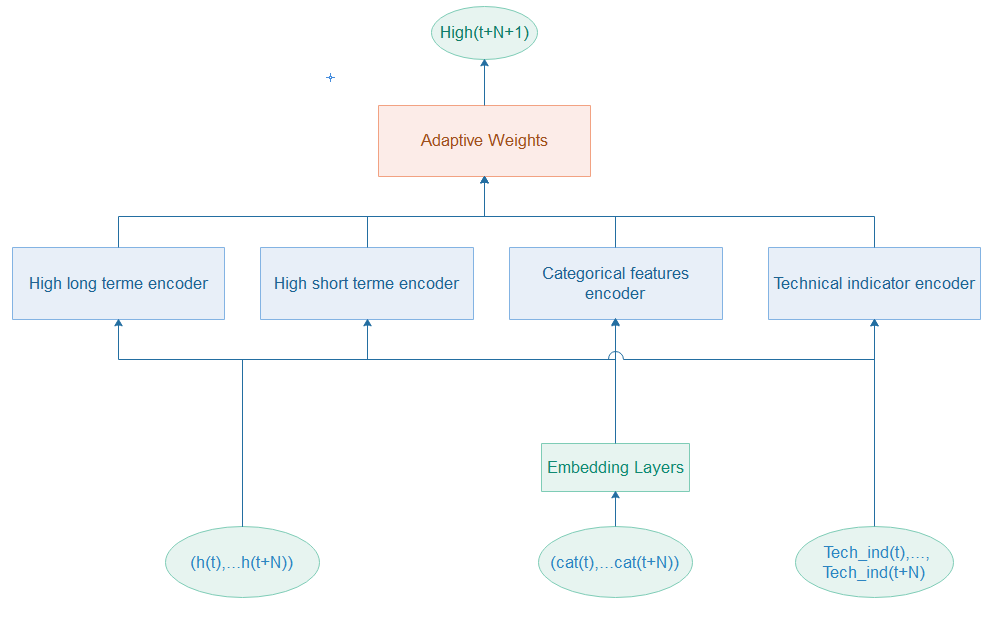 High(t+N+1)
Adaptive Weights
High long terme encoder
High short terme encoder
Categorical features
encoder
Technical indicator encoder
Embedding Layers
(h(t),...h(t+N))
(cat(t),...cat(t+N))
Tech_ind(t),...,
Tech_ind(t+N)